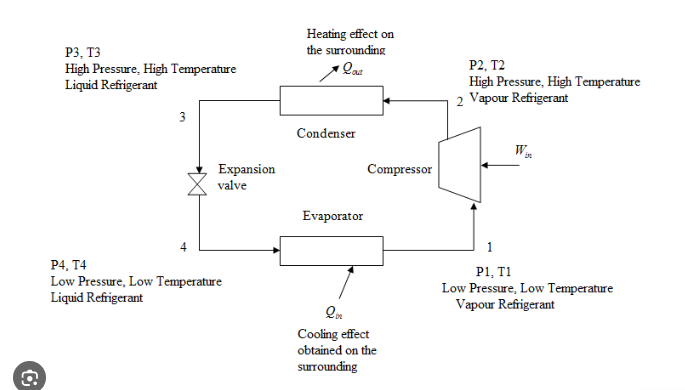 Heating effect on
the surrounding
Qout
P3, T3
High Pressure, High Temperature
Liquid Refrigerant
P2, T2
High Pressure, High Temperature
Vapour Refrigerant
2
3
Condenser
Win
Expansion
valve
Compressor
Evaporator
4
1
P4, T4
Low Pressure, Low Temperature
Liquid Refrigerant
P1, T1
Low Pressure, Low Temperature
Vapour Refrigerant
Qin
Cooling effect
obtained on the
surrounding